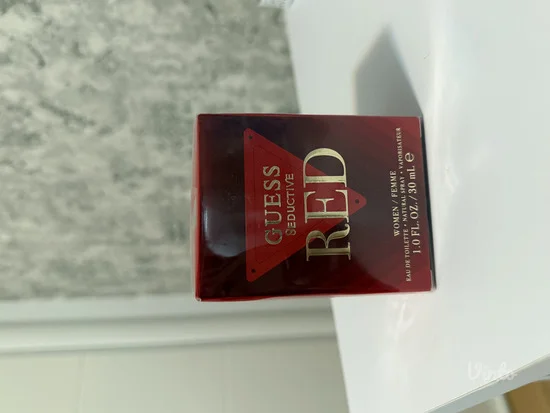 GUESS
SEDUCTIVE
RED
WOMEN / FEMME
EAU DE TOILETTE • NATURAL SPRAY • VAPORISATEUR
1.0 FL. OZ. / 30 mL e